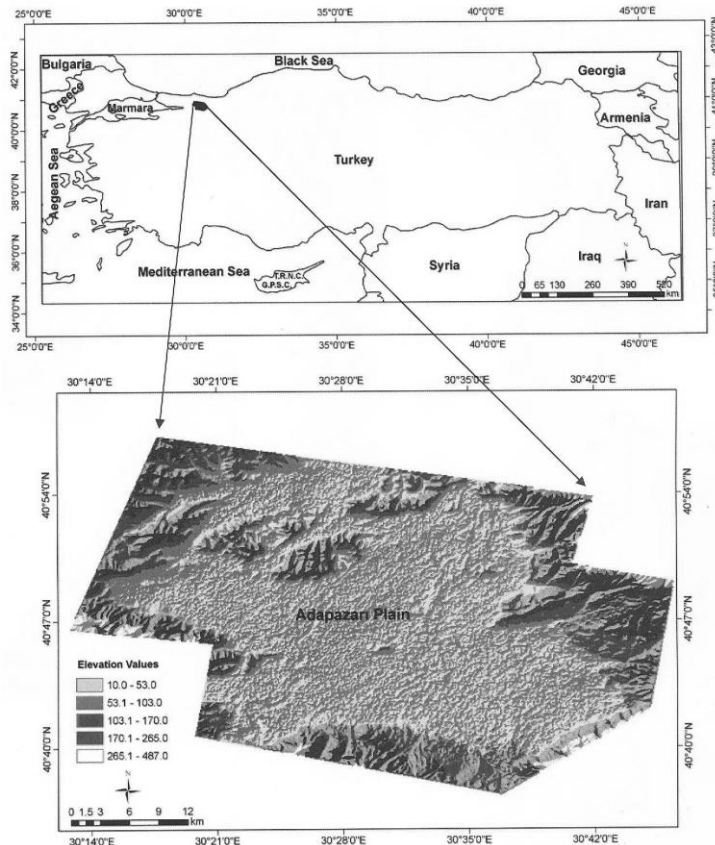 25°0'0"E 30°0'0"E 35°0'0"E 40°0'0"E 45°0'0"E
42°0'0"N
40°0'0"N
38°0'0"N
36°0'0"N
34°0'0"N
Bulgaria
Black Sea
Georgia
Greece
Marmara
Armenia
Turkey
Aegean Sea
Iran
Mediterranean Sea
T.R.N.C.
G.P.S.C.
Syria
Iraq
N
0 65 130 260 390 520
km
25°0'0"E 30°0'0"E 35°0'0"E 40°0'0"E 45°0'0"E
30°14'0"E 30°21'0"E 30°28'0"E 30°35'0"E 30°42'0"E
40°54'0"N 40°54'0"N
40°47'0"N 40°47'0"N
40°40'0"N 40°40'0"N
Adapazarı Plain
Elevation Values
10.0 - 53.0
53.1 - 103.0
103.1 - 170.0
170.1 - 265.0
265.1 - 487.0
N
0 1.5 3 6 9 12
km
30°14'0"E 30°21'0"E 30°28'0"E 30°35'0"E 30°42'0"E